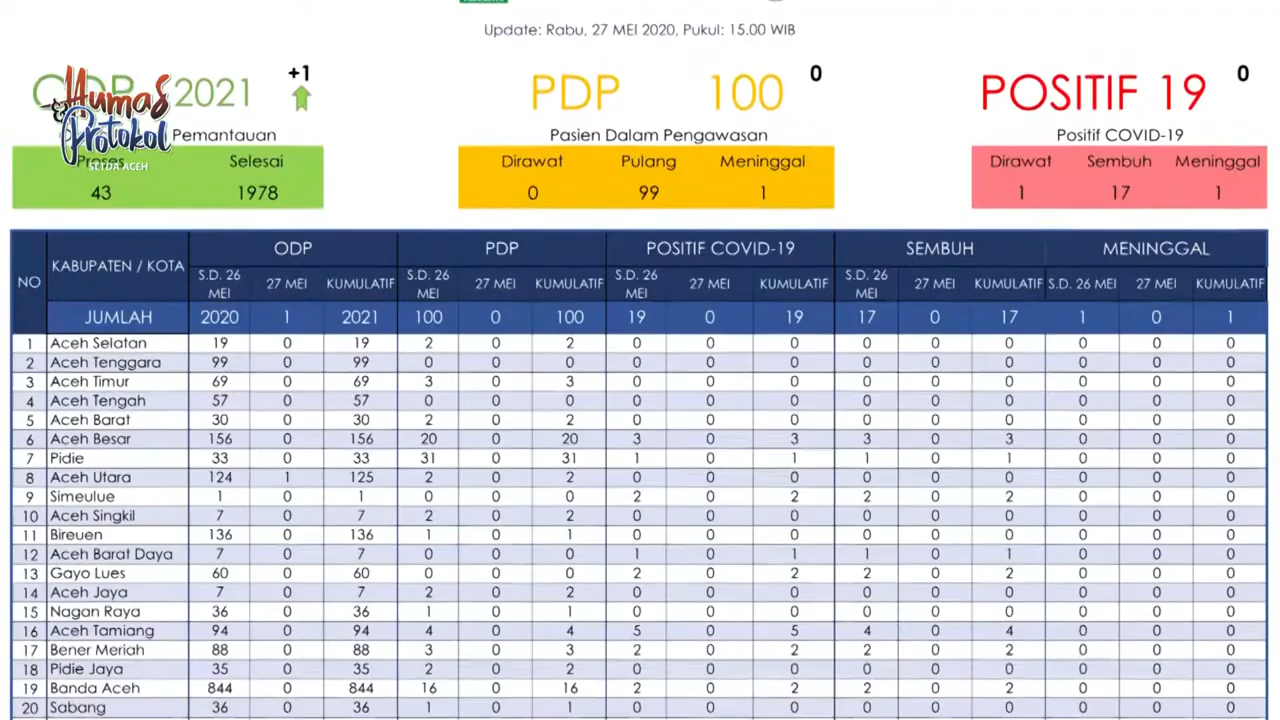 Update: Rabu, 27 MEI 2020, Pukul: 15.00 WIB
ODP 2021 +1
PDP 100 0
POSITIF 19 0
Humas & Protokol
SETDA ACEH
Pemantauan
Pasien Dalam Pengawasan
Positif COVID-19
Proses Selesai
43 1978
Dirawat Pulang Meninggal
0 99 1
Dirawat Sembuh Meninggal
1 17 1
NO KABUPATEN / KOTA ODP PDP POSITIF COVID-19 SEMBUH MENINGGAL
S.D. 26 MEI 27 MEI KUMULATIF S.D. 26 MEI 27 MEI KUMULATIF S.D. 26 MEI 27 MEI KUMULATIF S.D. 26 MEI 27 MEI KUMULATIF S.D. 26 MEI 27 MEI KUMULATIF
JUMLAH 2020 1 2021 100 0 100 19 0 19 17 0 17 1 0 1
1 Aceh Selatan 19 0 19 2 0 2 0 0 0 0 0 0 0 0 0
2 Aceh Tenggara 99 0 99 0 0 0 0 0 0 0 0 0 0 0 0
3 Aceh Timur 69 0 69 3 0 3 0 0 0 0 0 0 0 0 0
4 Aceh Tengah 57 0 57 0 0 0 0 0 0 0 0 0 0 0 0
5 Aceh Barat 30 0 30 2 0 2 0 0 0 0 0 0 0 0 0
6 Aceh Besar 156 0 156 20 0 20 3 0 3 3 0 3 0 0 0
7 Pidie 33 0 33 31 0 31 1 0 1 1 0 1 0 0 0
8 Aceh Utara 124 1 125 2 0 2 0 0 0 0 0 0 0 0 0
9 Simeulue 1 0 1 0 0 0 2 0 2 2 0 2 0 0 0
10 Aceh Singkil 7 0 7 2 0 2 0 0 0 0 0 0 0 0 0
11 Bireuen 136 0 136 1 0 1 0 0 0 0 0 0 0 0 0
12 Aceh Barat Daya 7 0 7 0 0 0 1 0 1 1 0 1 0 0 0
13 Gayo Lues 60 0 60 0 0 0 2 0 2 2 0 2 0 0 0
14 Aceh Jaya 7 0 7 2 0 2 0 0 0 0 0 0 0 0 0
15 Nagan Raya 36 0 36 1 0 1 0 0 0 0 0 0 0 0 0
16 Aceh Tamiang 94 0 94 4 0 4 5 0 5 4 0 4 0 0 0
17 Bener Meriah 88 0 88 3 0 3 2 0 2 2 0 2 0 0 0
18 Pidie Jaya 35 0 35 2 0 2 0 0 0 0 0 0 0 0 0
19 Banda Aceh 844 0 844 16 0 16 2 0 2 2 0 2 0 0 0
20 Sabang 36 0 36 1 0 1 0 0 0 0 0 0 0 0 0